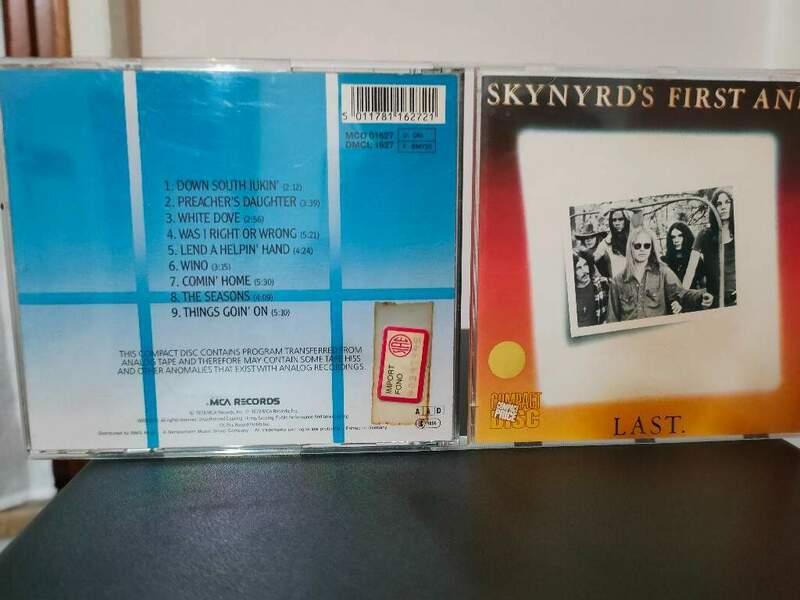 5 011781 162721
MCD 01627
DMCL 1627
1. DOWN SOUTH JUKIN' (2:12)
2. PREACHER'S DAUGHTER (3:39)
3. WHITE DOVE (2:56)
4. WAS I RIGHT OR WRONG (5:21)
5. LEND A HELPIN' HAND (4:24)
6. WINO (3:15)
7. COMIN' HOME (5:30)
8. THE SEASONS (4:09)
9. THINGS GOIN' ON (5:10)
THIS COMPACT DISC CONTAINS PROGRAM TRANSFERRED FROM
ANALOG TAPE AND THEREFORE MAY CONTAIN SOME TAPE HISS
AND OTHER ANOMALIES THAT EXIST WITH ANALOG RECORDINGS.
MCA RECORDS
IMPORT
FONO
A A D
SKYNYRD'S FIRST AND
COMPACT
PRICE
DISC
LAST.